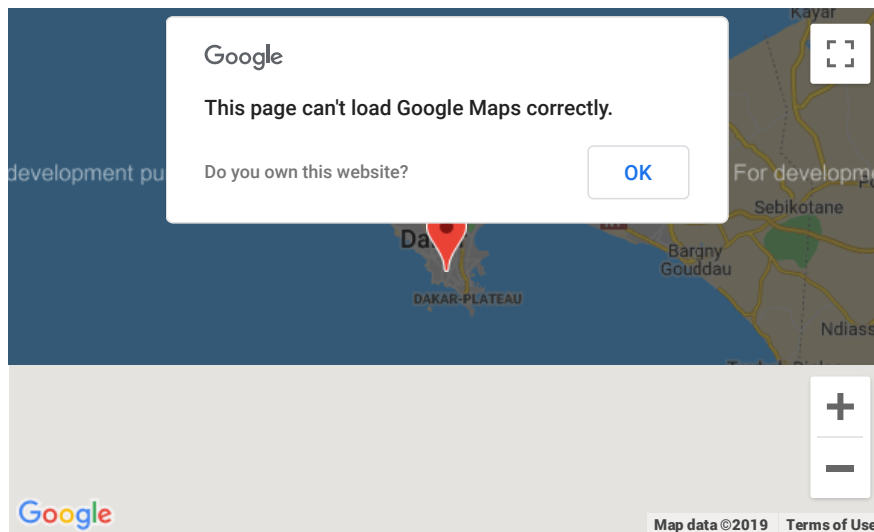 Kayar
Google
This page can't load Google Maps correctly.
Do you own this website?
OK
development pu
For developme
Sebikotane
Bargny
Gouddau
DAKAR-PLATEAU
Ndiass
Google
Map data ©2019 Terms of Use